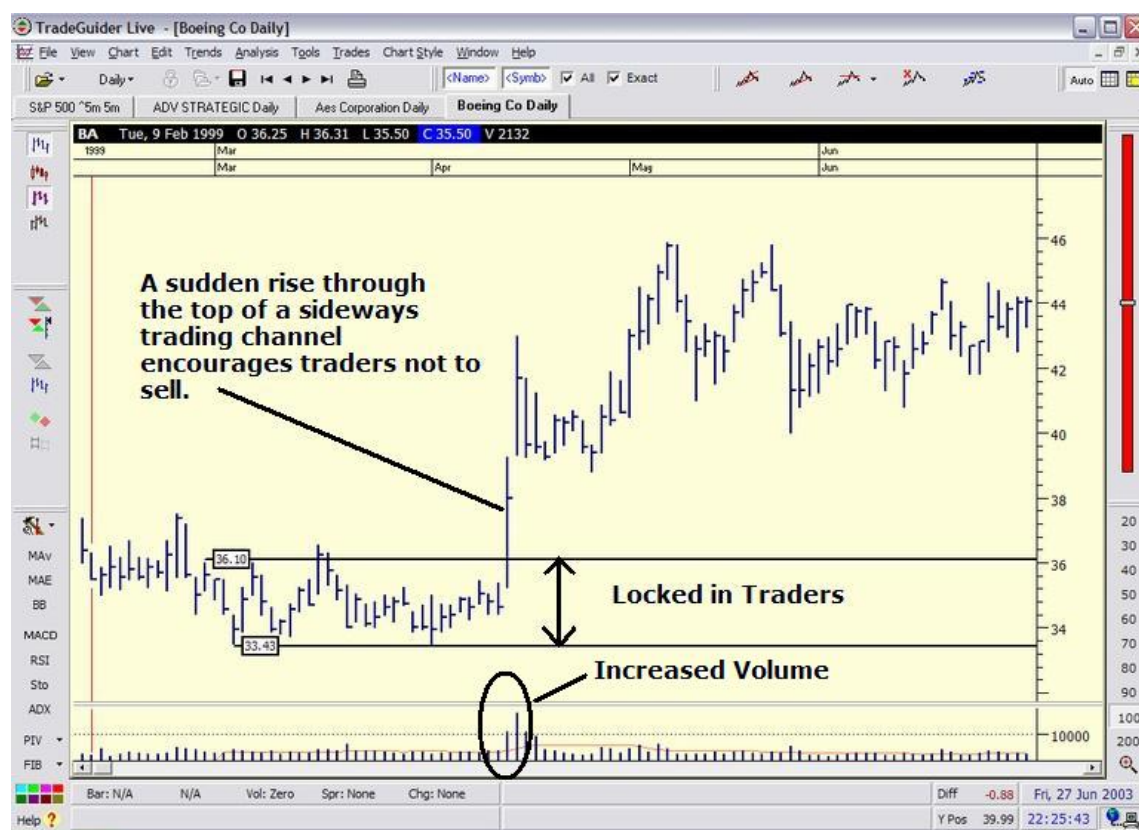 TradeGuider Live - [Boeing Co Daily]
File View Chart Edit Trends Analysis Tools Trades Chart Style Window Help
Daily <Name> <Symb> All Exact Auto
S&P 500 ^5m 5m ADV STRATEGIC Daily Aes Corporation Daily Boeing Co Daily
BA Tue, 9 Feb 1999 O 36.25 H 36.31 L 35.50 C 35.50 V 2132
1999 Mar Jun
Mar Apr May Jun
46
A sudden rise through
the top of a sideways
trading channel
encourages traders not to
sell.
44
42
40
38
36.10
36
Locked in Traders
34
33.43
Increased Volume
10000
MAv
MAE
BB
MACD
RSI
Sto
ADX
PIV
FIB
20
30
40
50
60
70
80
90
100
200
Bar: N/A N/A Vol: Zero Spr: None Chg: None Diff -0.88 Fri, 27 Jun 2003
Help ? Y Pos 39.99 22:25:43